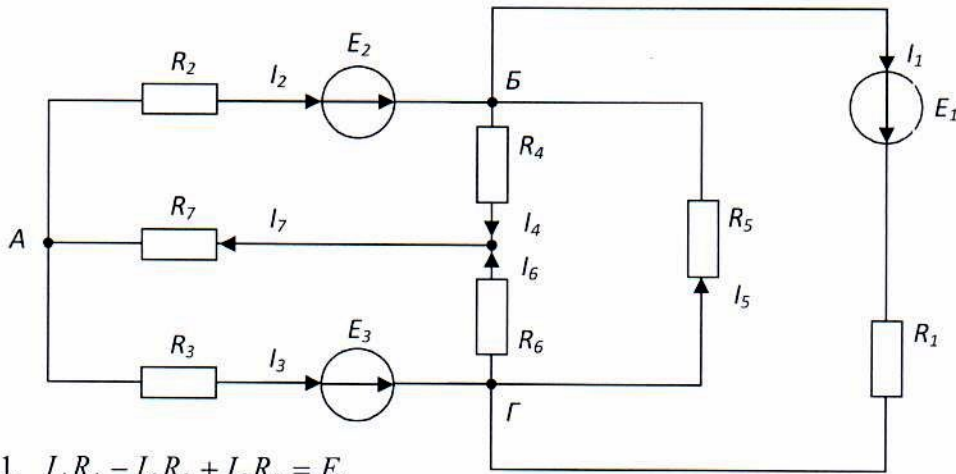 I₁
E₂
Б
R₂
I₂
E₁
R₄
R₇
I₇
I₄
R₅
А
I₆
I₅
R₃
I₃
E₃
R₆
R₁
Г